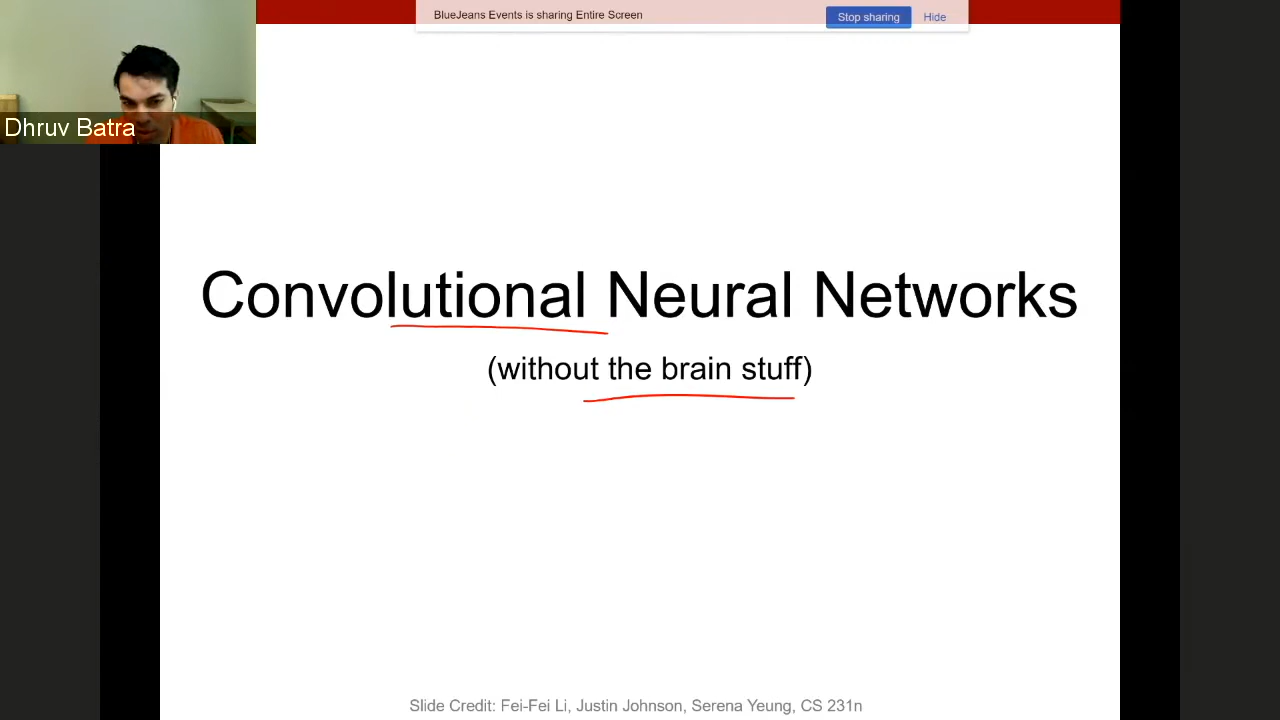 BlueJeans Events is sharing Entire Screen
Stop sharing
Hide
Dhruv Batra
Convolutional Neural Networks
(without the brain stuff)
Slide Credit: Fei-Fei Li, Justin Johnson, Serena Yeung, CS 231n